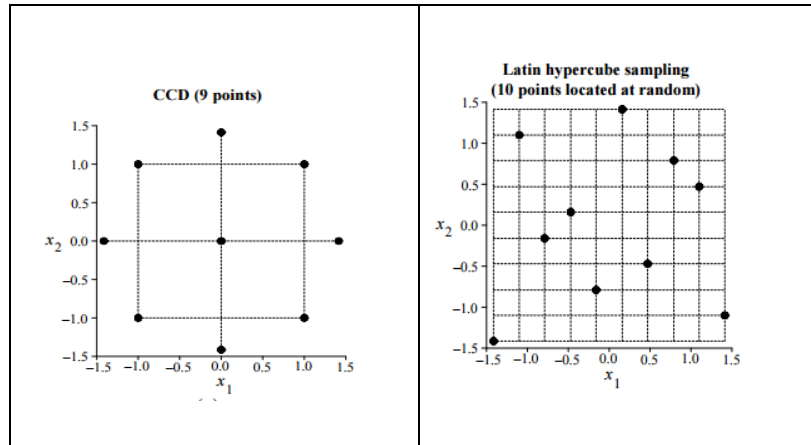 CCD (9 points)
1.5
1.0
0.5
x2 0.0
−0.5
−1.0
−1.5
−1.5 −1.0 −0.5 0.0 0.5 1.0 1.5
x1
Latin hypercube sampling
(10 points located at random)
1.5
1.0
0.5
x2 0.0
−0.5
−1.0
−1.5
−1.5 −1.0 −0.5 0.0 0.5 1.0 1.5
x1